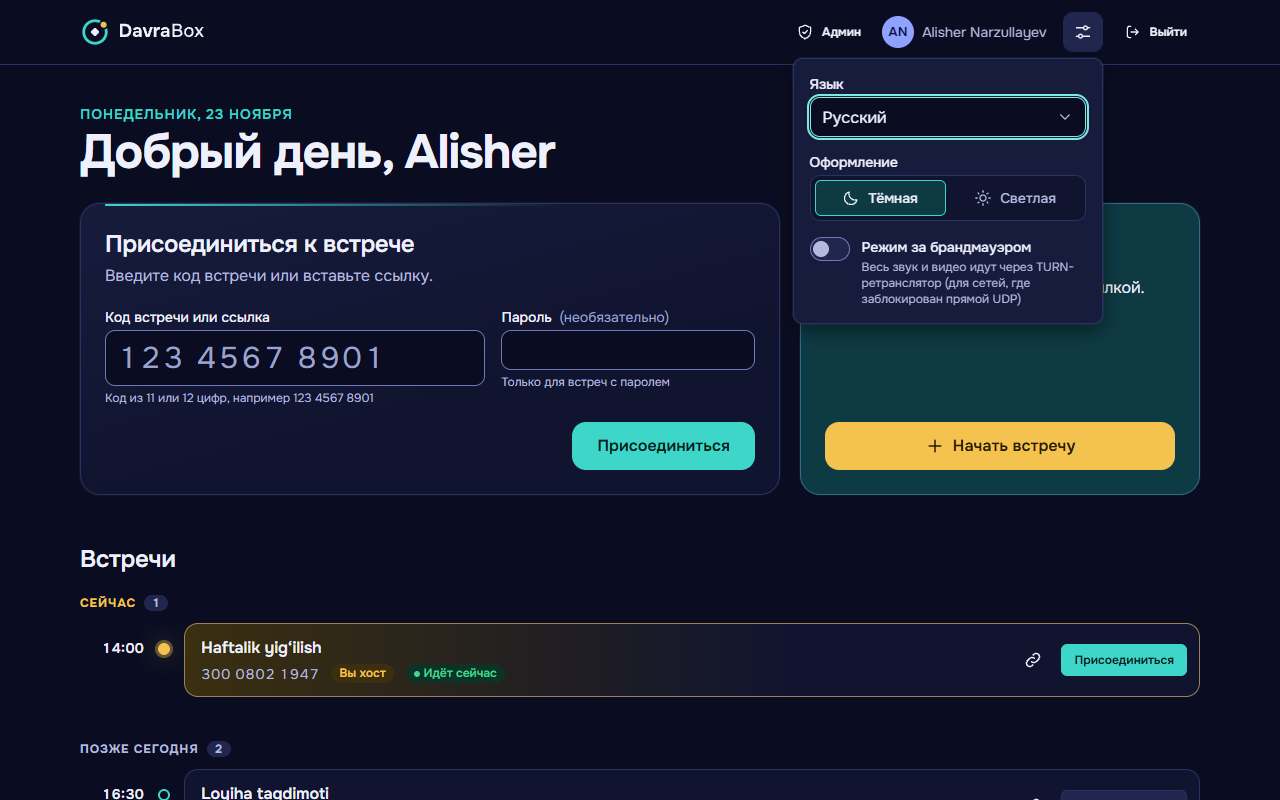 DavraBox
Админ
AN Alisher Narzullayev
Выйти
Язык
Русский
Оформление
Тёмная
Светлая
Режим за брандмауэром
Весь звук и видео идут через TURN-
ретранслятор (для сетей, где
заблокирован прямой UDP)
ПОНЕДЕЛЬНИК, 23 НОЯБРЯ
Добрый день, Alisher
Присоединиться к встрече
Введите код встречи или вставьте ссылку.
Код встречи или ссылка
123 4567 8901
Код из 11 или 12 цифр, например 123 4567 8901
Пароль (необязательно)
Только для встреч с паролем
Присоединиться
Начать встречу
Встречи
СЕЙЧАС 1
14:00
Haftalik yig‘ilish
300 0802 1947 Вы хост Идёт сейчас
Присоединиться
ПОЗЖЕ СЕГОДНЯ 2
16:30
Loyiha taqdimoti